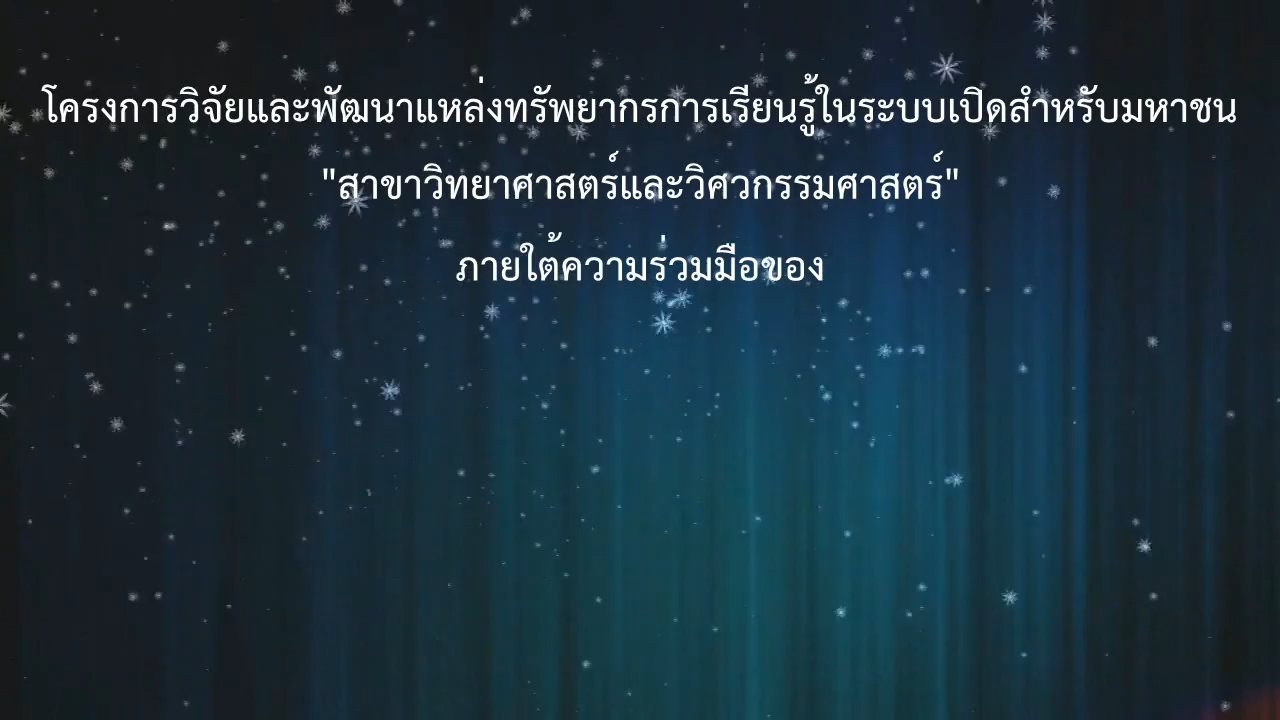 โครงการวิจัยและพัฒนาแหล่งทรัพยากรการเรียนรู้ในระบบเปิดสำหรับมหาชน
"สาขาวิทยาศาสตร์และวิศวกรรมศาสตร์"
ภายใต้ความร่วมมือของ